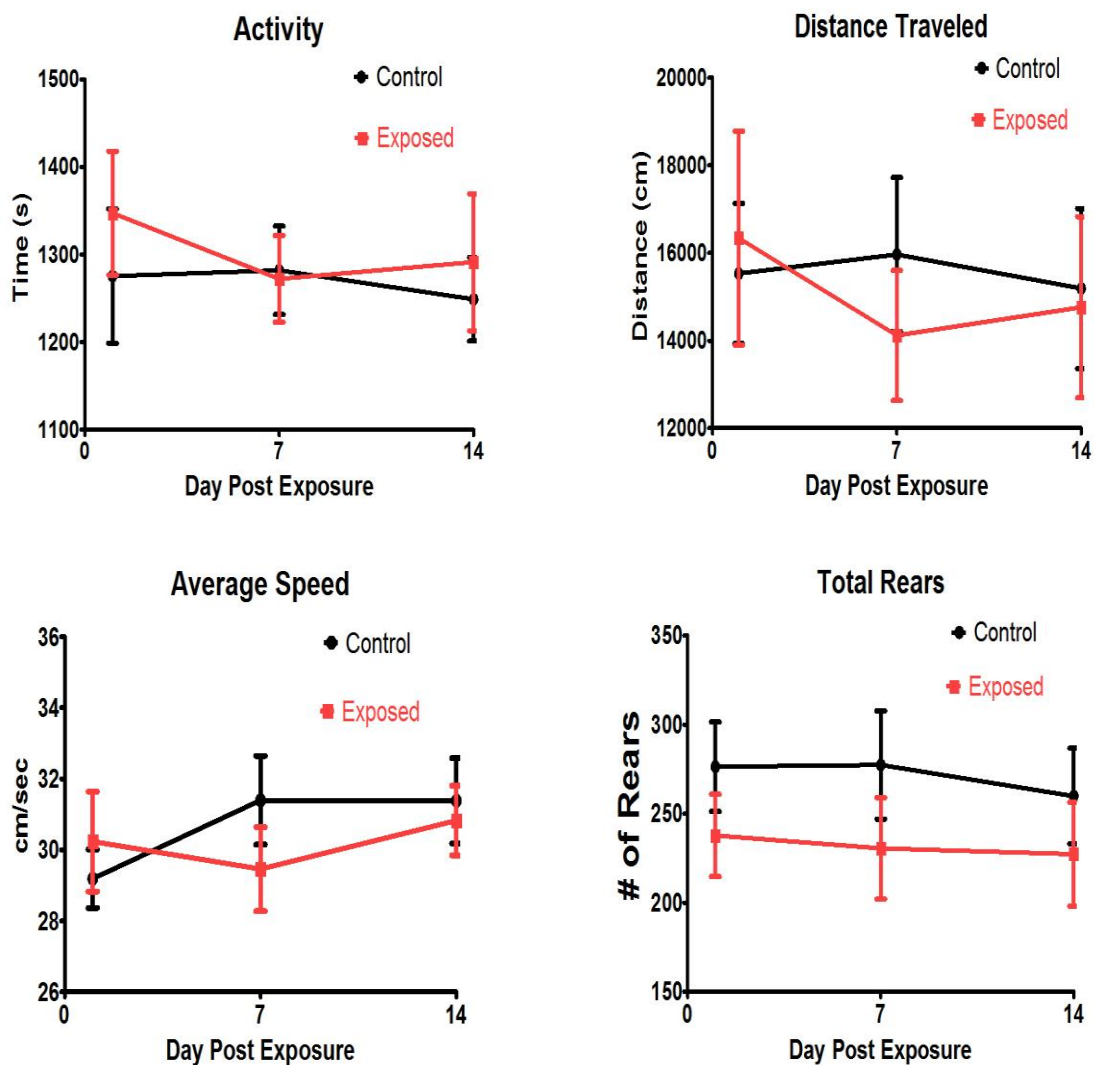 Activity
Control
Exposed
1500
1400
1300
1200
1100
Time (s)
0
7
14
Day Post Exposure
Distance Traveled
Control
Exposed
20000
18000
16000
14000
12000
Distance (cm)
0
7
14
Day Post Exposure
Average Speed
Control
Exposed
36
34
32
30
28
26
cm/sec
0
7
14
Day Post Exposure
Total Rears
Control
Exposed
350
300
250
200
150
# of Rears
0
7
14
Day Post Exposure